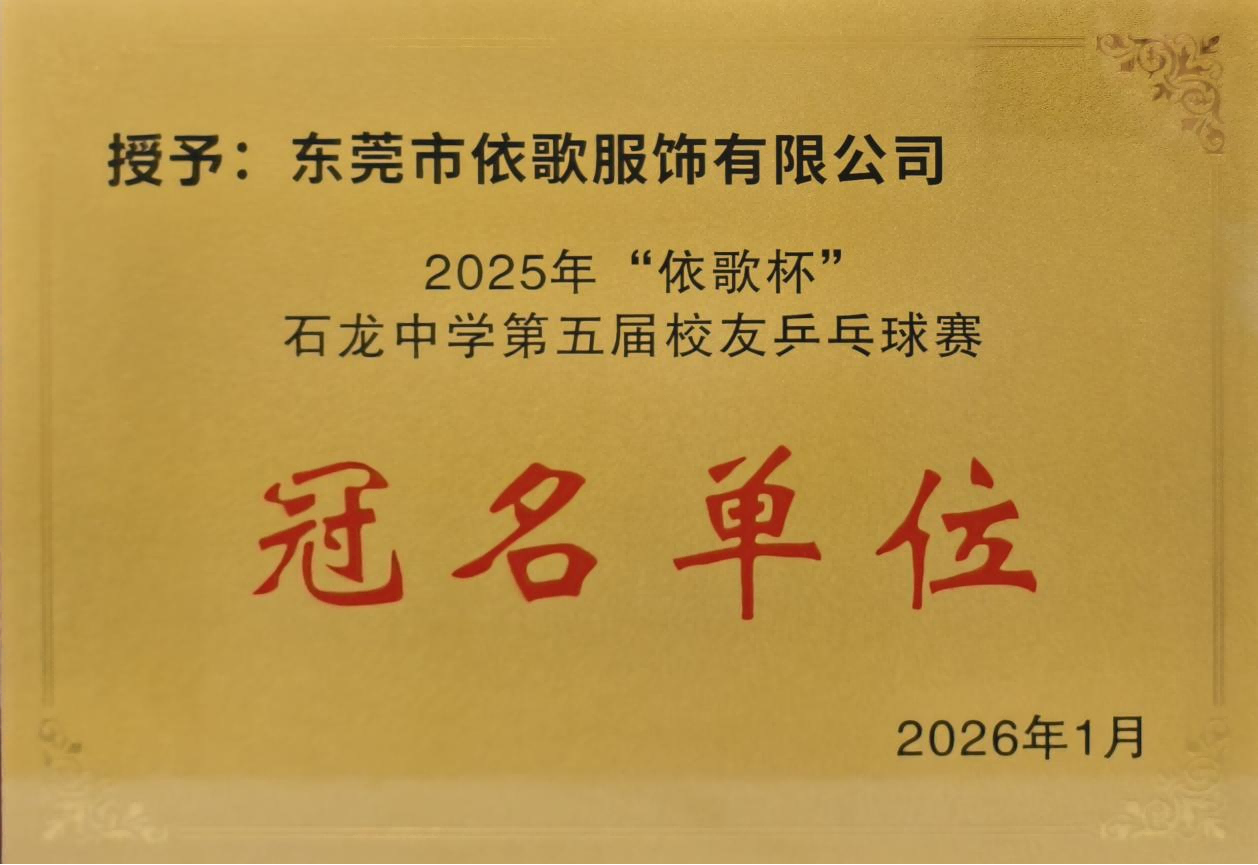 授予：东莞市依歌服饰有限公司
2025年“依歌杯”
石龙中学第五届校友乒乓球赛
冠名单位
2026年1月